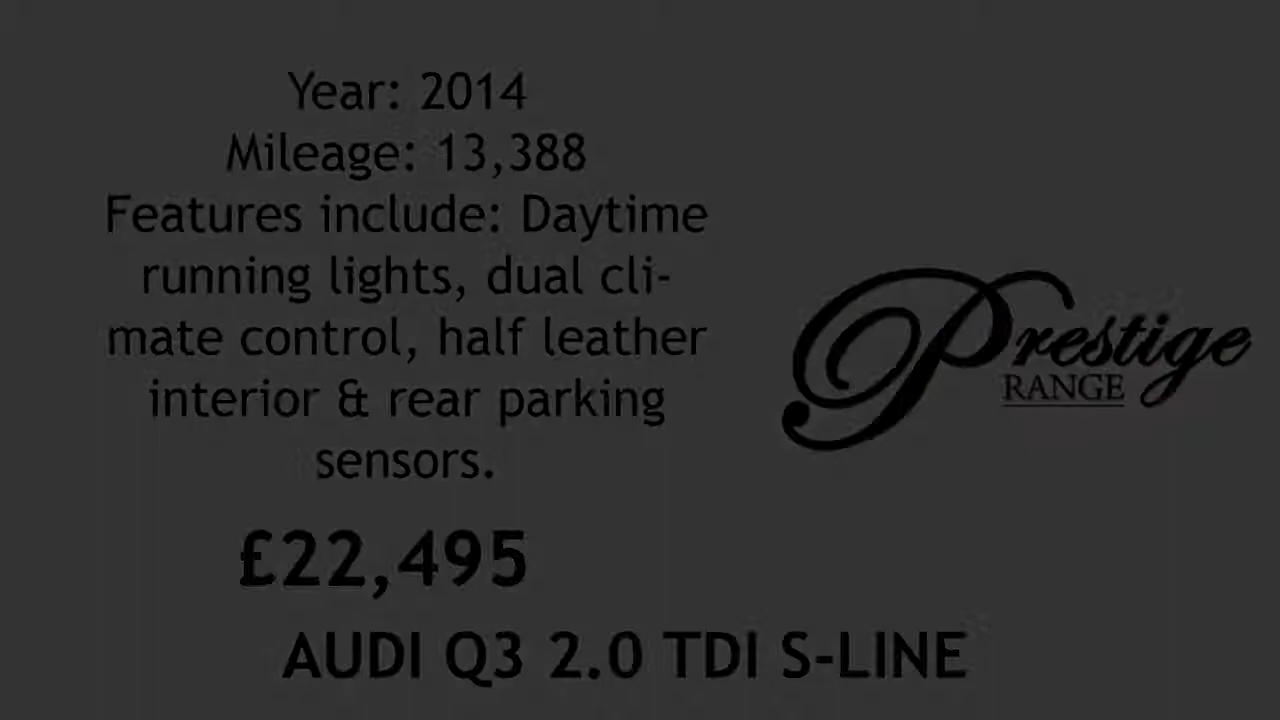 Year: 2014
Mileage: 13,388
Features include: Daytime
running lights, dual cli-
mate control, half leather
interior & rear parking
sensors.
£22,495
Prestige
RANGE
AUDI Q3 2.0 TDI S-LINE